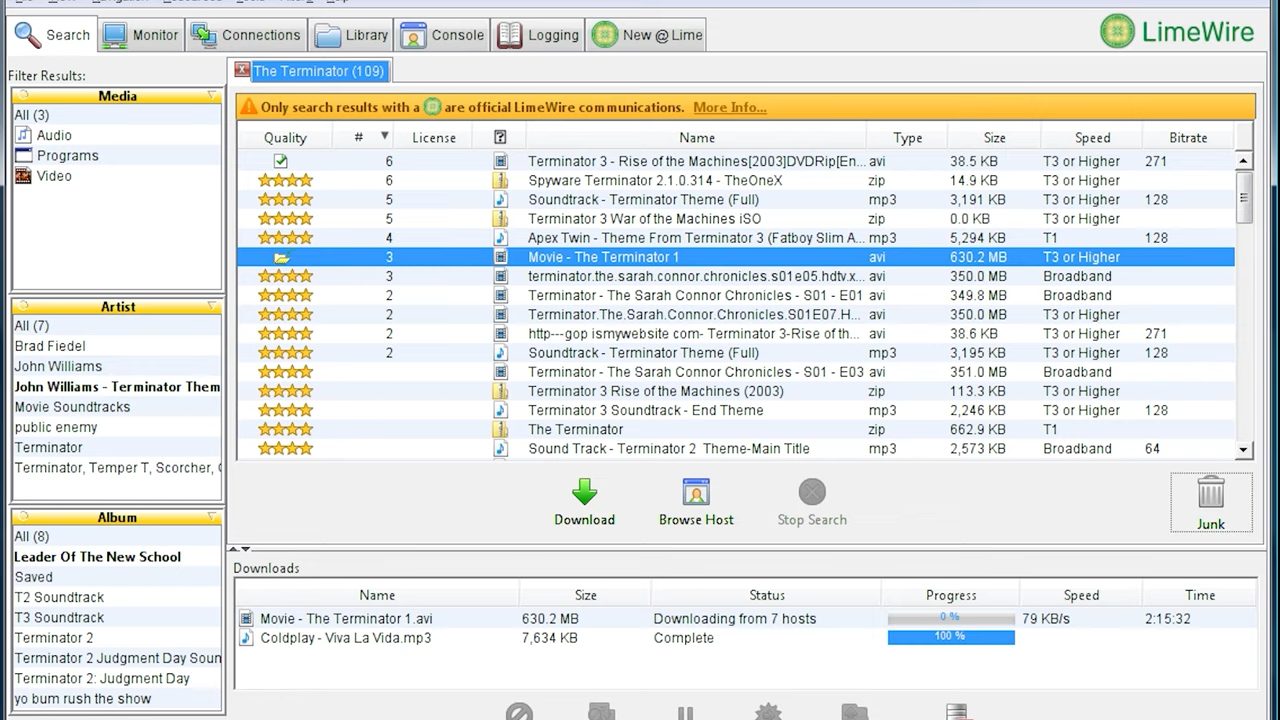 Search Monitor Connections Library Console Logging New @ Lime LimeWire
Filter Results:
The Terminator (109)
Media
All (3)
Audio
Programs
Video
Artist
All (7)
Brad Fiedel
John Williams
John Williams - Terminator Them
Movie Soundtracks
public enemy
Terminator
Terminator, Temper T, Scorcher,
Album
All (8)
Leader Of The New School
Saved
T2 Soundtrack
T3 Soundtrack
Terminator 2
Terminator 2 Judgment Day Soun
Terminator 2: Judgment Day
yo bum rush the show
Only search results with a are official LimeWire communications. More Info...
Quality # License ? Name Type Size Speed Bitrate
6 Terminator 3 - Rise of the Machines[2003]DVDRip[En... avi 38.5 KB T3 or Higher 271
6 Spyware Terminator 2.1.0.314 - TheOneX zip 14.9 KB T3 or Higher
5 Soundtrack - Terminator Theme (Full) mp3 3,191 KB T3 or Higher 128
5 Terminator 3 War of the Machines iSO zip 0.0 KB T3 or Higher
4 Apex Twin - Theme From Terminator 3 (Fatboy Slim A... mp3 5,294 KB T1 128
3 Movie - The Terminator 1 avi 630.2 MB T3 or Higher
3 terminator.the.sarah.connor.chronicles.s01e05.hdtv.x... avi 350.0 MB Broadband
2 Terminator - The Sarah Connor Chronicles - S01 - E01 avi 349.8 MB Broadband
2 Terminator.The.Sarah.Connor.Chronicles.S01E07.H... avi 350.0 MB Broadband
2 http---gop ismywebsite com- Terminator 3-Rise of th... avi 38.6 KB T3 or Higher 271
2 Soundtrack - Terminator Theme (Full) mp3 3,195 KB T3 or Higher 128
Terminator - The Sarah Connor Chronicles - S01 - E03 avi 351.0 MB Broadband
Terminator 3 Rise of the Machines (2003) zip 113.3 KB T3 or Higher
Terminator 3 Soundtrack - End Theme mp3 2,246 KB T3 or Higher 128
The Terminator zip 662.9 KB T1
Sound Track - Terminator 2 Theme-Main Title mp3 2,573 KB Broadband 64
Download Browse Host Stop Search Junk
Downloads
Name Size Status Progress Speed Time
Movie - The Terminator 1.avi 630.2 MB Downloading from 7 hosts 0 % 79 KB/s 2:15:32
Coldplay - Viva La Vida.mp3 7,634 KB Complete 100 %